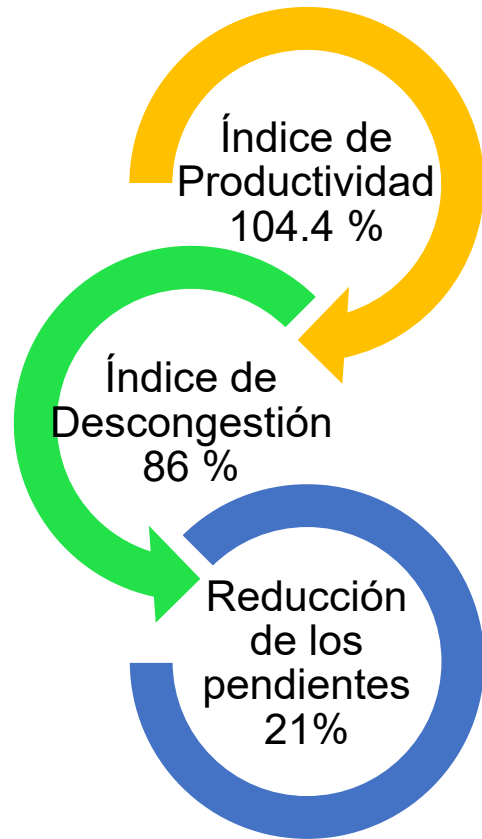 Índice de
Productividad
104.4 %
Índice de
Descongestión
86 %
Reducción
de los
pendientes
21%